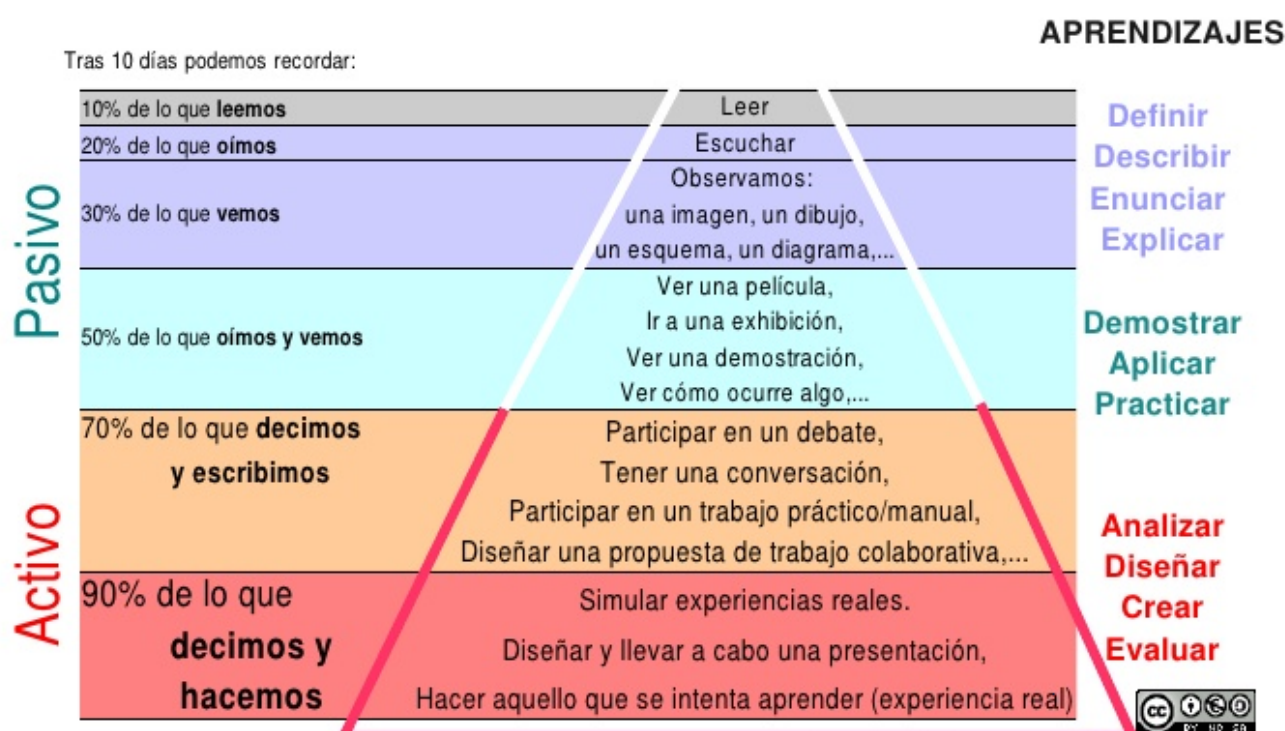 APRENDIZAJES
Tras 10 días podemos recordar:
10% de lo que leemos
Leer
20% de lo que oímos
Escuchar
30% de lo que vemos
Observamos:
una imagen, un dibujo,
un esquema, un diagrama,...
50% de lo que oímos y vemos
Ver una película,
Ir a una exhibición,
Ver una demostración,
Ver cómo ocurre algo,...
70% de lo que decimos
y escribimos
Participar en un debate,
Tener una conversación,
Participar en un trabajo práctico/manual,
Diseñar una propuesta de trabajo colaborativa,...
90% de lo que
decimos y
hacemos
Simular experiencias reales.
Diseñar y llevar a cabo una presentación,
Hacer aquello que se intenta aprender (experiencia real)
Pasivo
Activo
Definir
Describir
Enunciar
Explicar
Demostrar
Aplicar
Practicar
Analizar
Diseñar
Crear
Evaluar
cc
BY NC SA